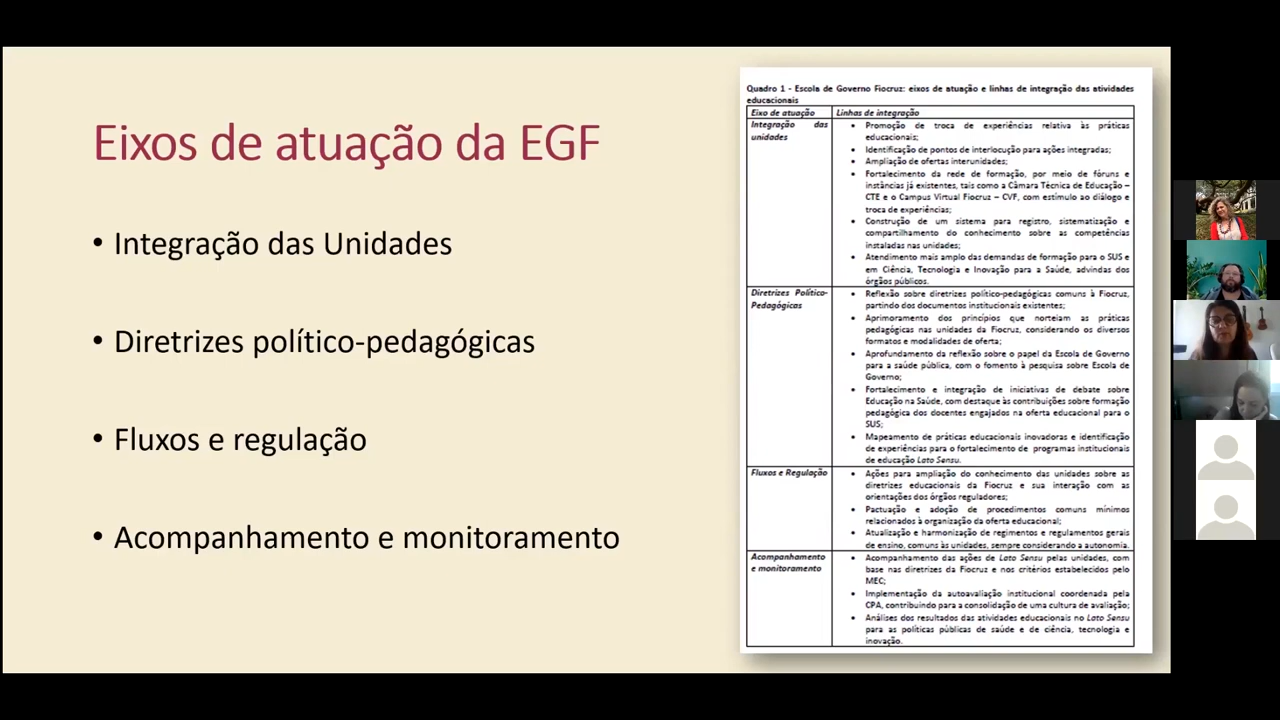 Eixos de atuação da EGF
• Integração das Unidades
• Diretrizes político-pedagógicas
• Fluxos e regulação
• Acompanhamento e monitoramento
Quadro 1 - Escola de Governo Fiocruz: eixos de atuação e linhas de integração das atividades
educacionais
Eixo de atuação
Linhas de integração
Integração das
unidades
• Promoção de troca de experiências relativa às práticas
educacionais;
• Identificação de pontos de interlocução para ações integradas;
• Ampliação de ofertas interunidades;
• Fortalecimento da rede de formação, por meio de fóruns e
instâncias já existentes, tais como a Câmara Técnica de Educação –
CTE e o Campus Virtual Fiocruz – CVF, com estímulo ao diálogo e
troca de experiências;
• Construção de um sistema para registro, sistematização e
compartilhamento do conhecimento sobre as competências
instaladas nas unidades;
• Atendimento mais amplo das demandas de formação para o SUS e
em Ciência, Tecnologia e Inovação para a Saúde, advindas dos
órgãos públicos.
Diretrizes Político-
Pedagógicas
• Reflexão sobre diretrizes político-pedagógicas comuns à Fiocruz,
partindo dos documentos institucionais existentes;
• Aprimoramento dos princípios que norteiam as práticas
pedagógicas nas unidades da Fiocruz, considerando os diversos
formatos e modalidades de oferta;
• Aprofundamento da reflexão sobre o papel da Escola de Governo
para a saúde pública, com o fomento à pesquisa sobre Escola de
Governo;
• Fortalecimento e integração de iniciativas de debate sobre
Educação na Saúde, com destaque às contribuições sobre formação
pedagógica dos docentes engajados na oferta educacional para o
SUS;
• Mapeamento de práticas educacionais inovadoras e identificação
de experiências para o fortalecimento de programas institucionais
de educação Lato Sensu.
Fluxos e Regulação
• Ações para ampliação do conhecimento das unidades sobre as
diretrizes educacionais da Fiocruz e sua interação com as
orientações dos órgãos reguladores;
• Pactuação e adoção de procedimentos comuns mínimos
relacionados à organização da oferta educacional;
• Atualização e harmonização de regimentos e regulamentos gerais
de ensino, comuns às unidades, sempre considerando a autonomia.
Acompanhamento
e monitoramento
• Acompanhamento das ações de Lato Sensu pelas unidades, com
base nas diretrizes da Fiocruz e nos critérios estabelecidos pelo
MEC;
• Implementação da autoavaliação institucional coordenada pela
CPA, contribuindo para a consolidação de uma cultura de avaliação;
• Análises dos resultados das atividades educacionais no Lato Sensu
para as políticas públicas de saúde e de ciência, tecnologia e
inovação.